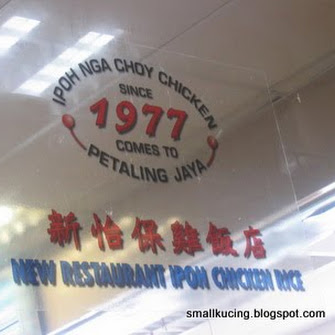 IPOH NGA CHOY CHICKEN
SINCE
1977
COMES TO
PETALING JAYA
新怡保雞飯店
NEW RESTAURANT IPOH CHICKEN RICE
smallkucing.blogspot.com